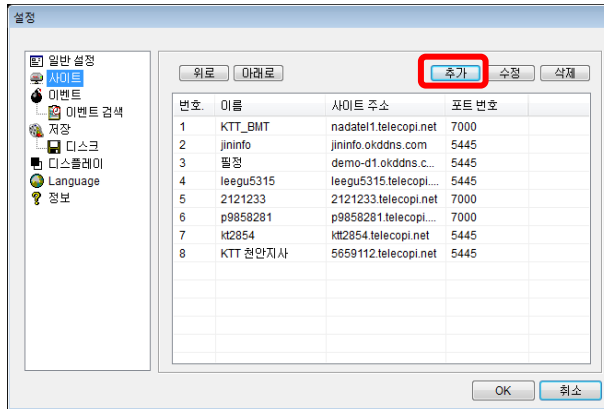 설정
일반 설정
사이트
이벤트
이벤트 검색
저장
디스크
디스플레이
Language
정보
위로 아래로 추가 수정 삭제
번호. 이름 사이트 주소 포트 번호
1 KTT_BMT nadatel1.telecopi.net 7000
2 jininfo jininfo.okddns.com 5445
3 필정 demo-d1.okddns.c... 5445
4 leegu5315 leegu5315.telecopi.... 5445
5 2121233 2121233.telecopi.net 7000
6 p9858281 p9858281.telecopi.... 7000
7 kt2854 ktt2854.telecopi.net 5445
8 KTT 천안지사 5659112.telecopi.net 5445
OK 취소